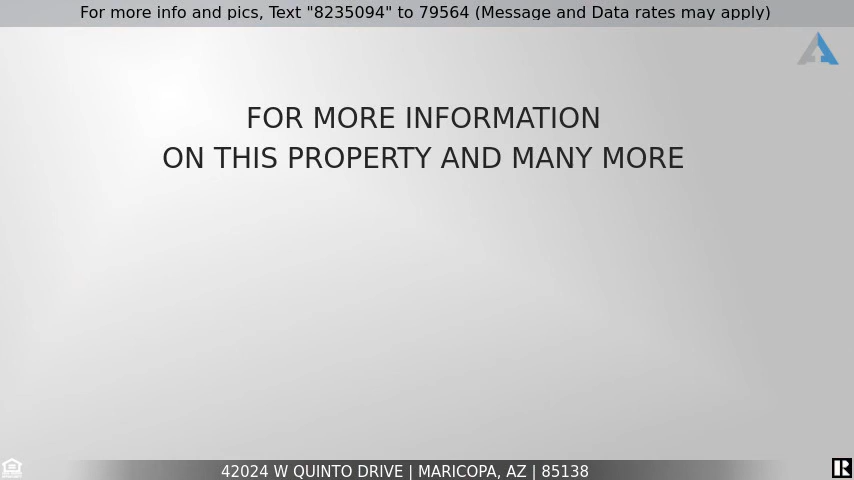 For more info and pics, Text "8235094" to 79564 (Message and Data rates may apply)
FOR MORE INFORMATION
ON THIS PROPERTY AND MANY MORE
42024 W QUINTO DRIVE | MARICOPA, AZ | 85138